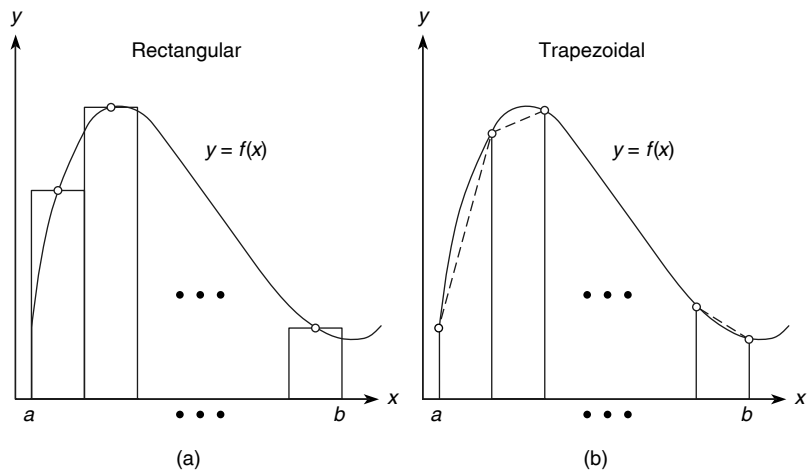 y
Rectangular
y = f(x)
a
b
x
(a)
y
Trapezoidal
y = f(x)
a
b
x
(b)